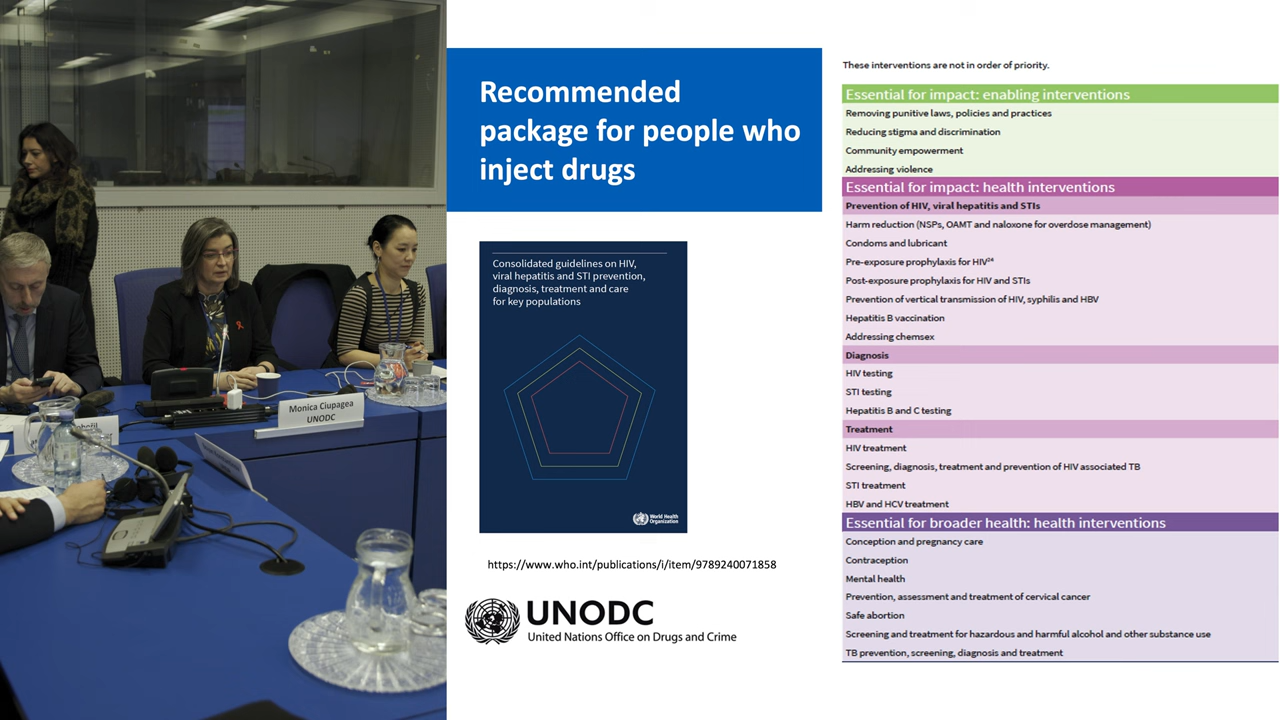 Monica Ciupagea
UNODC
Recommended
package for people who
inject drugs
Consolidated guidelines on HIV,
viral hepatitis and STI prevention,
diagnosis, treatment and care
for key populations
World Health
Organization
https://www.who.int/publications/i/item/9789240071858
UNODC
United Nations Office on Drugs and Crime
These interventions are not in order of priority.
Essential for impact: enabling interventions
Removing punitive laws, policies and practices
Reducing stigma and discrimination
Community empowerment
Addressing violence
Essential for impact: health interventions
Prevention of HIV, viral hepatitis and STIs
Harm reduction (NSPs, OAMT and naloxone for overdose management)
Condoms and lubricant
Pre-exposure prophylaxis for HIV²⁴
Post-exposure prophylaxis for HIV and STIs
Prevention of vertical transmission of HIV, syphilis and HBV
Hepatitis B vaccination
Addressing chemsex
Diagnosis
HIV testing
STI testing
Hepatitis B and C testing
Treatment
HIV treatment
Screening, diagnosis, treatment and prevention of HIV associated TB
STI treatment
HBV and HCV treatment
Essential for broader health: health interventions
Conception and pregnancy care
Contraception
Mental health
Prevention, assessment and treatment of cervical cancer
Safe abortion
Screening and treatment for hazardous and harmful alcohol and other substance use
TB prevention, screening, diagnosis and treatment